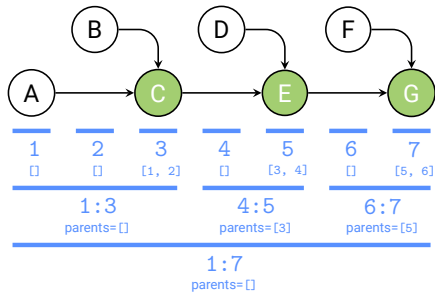 B D F
A C E G
1 2 3 4 5 6 7
[] [] [1, 2] [] [3, 4] [] [5, 6]
1:3 4:5 6:7
parents=[] parents=[3] parents=[5]
1:7
parents=[]